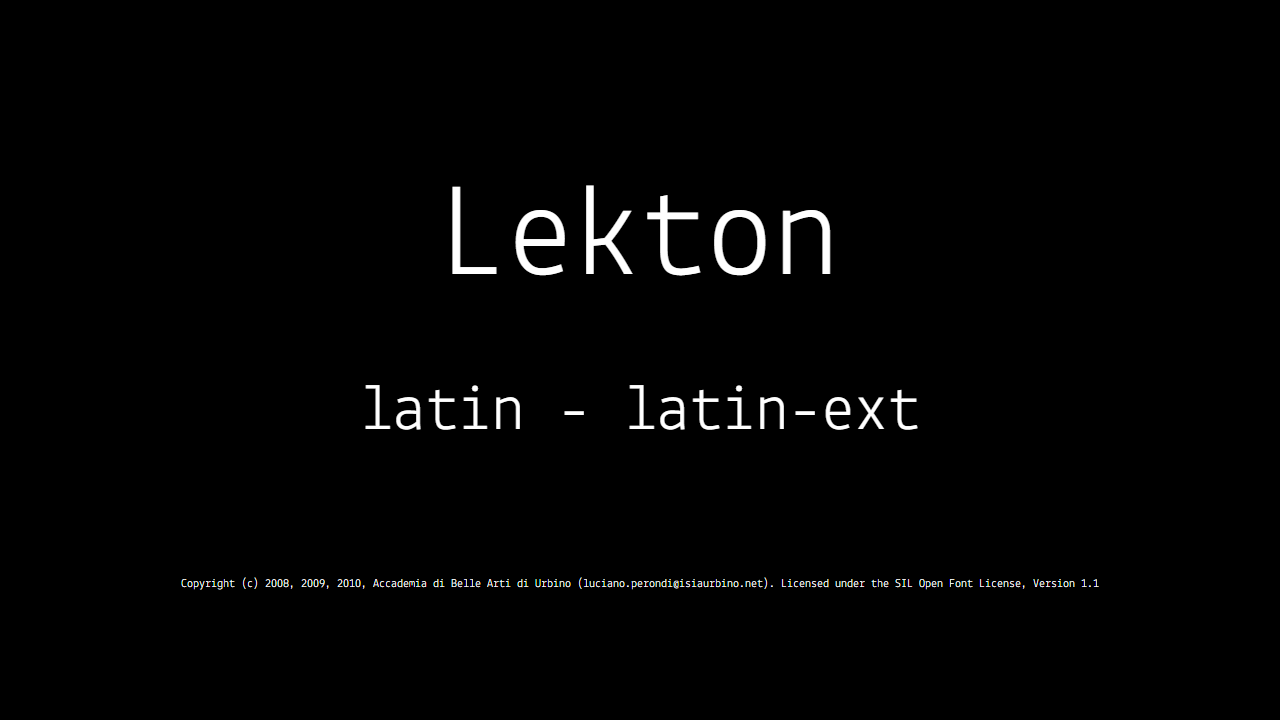 Lekton
latin - latin-ext
Copyright (c) 2008, 2009, 2010, Accademia di Belle Arti di Urbino (luciano.perondi@isiaurbino.net). Licensed under the SIL Open Font License, Version 1.1